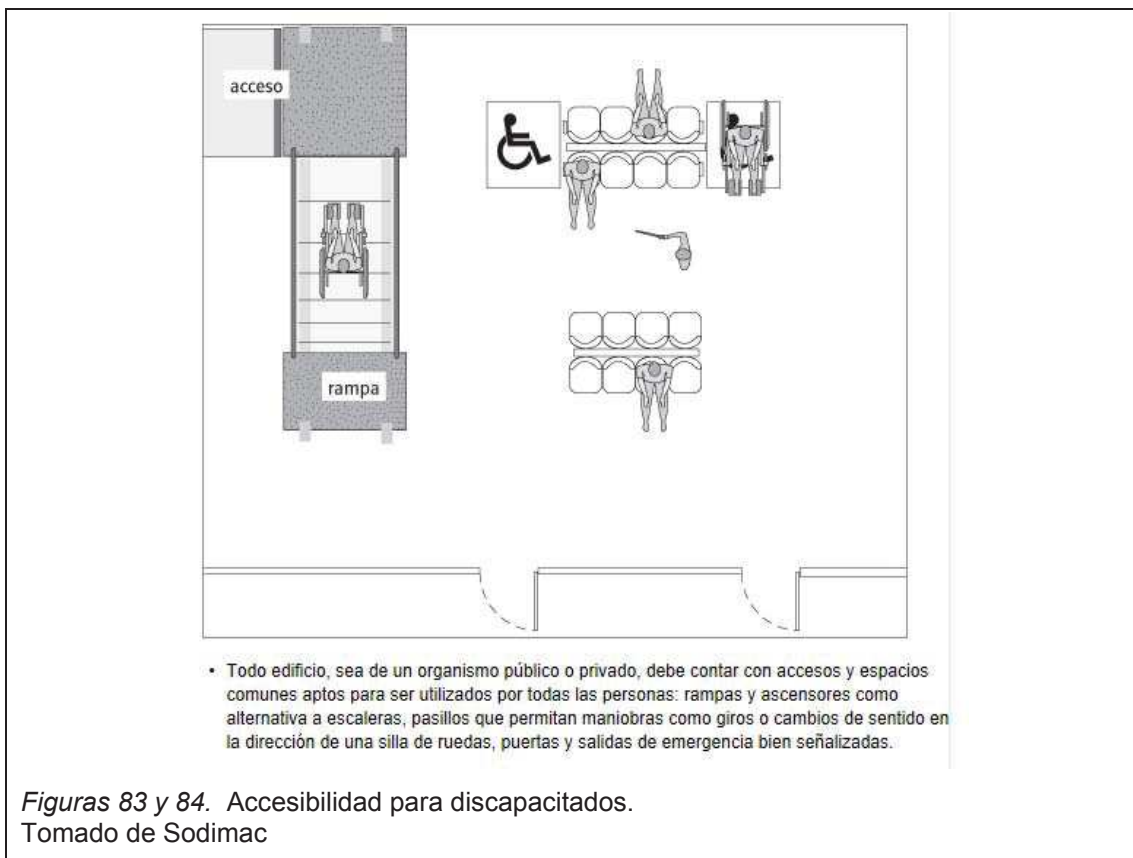 acceso
rampa
• Todo edificio, sea de un organismo público o privado, debe contar con accesos y espacios
comunes aptos para ser utilizados por todas las personas: rampas y ascensores como
alternativa a escaleras, pasillos que permitan maniobras como giros o cambios de sentido en
la dirección de una silla de ruedas, puertas y salidas de emergencia bien señalizadas.
Figuras 83 y 84. Accesibilidad para discapacitados.
Tomado de Sodimac